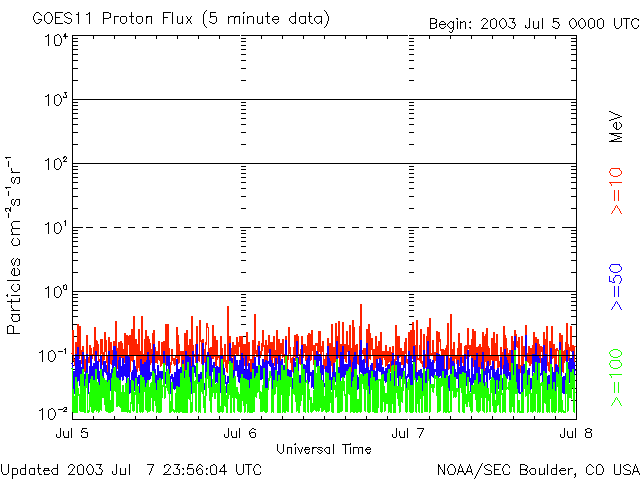 GOES11 Proton Flux (5 minute data)
Begin: 2003 Jul 5 0000 UTC
10⁴
10³
10²
10¹
10⁰
10⁻¹
10⁻²
Particles cm⁻²s⁻¹sr⁻¹
MeV
>=10
>=50
>=100
Jul 5
Jul 6
Jul 7
Jul 8
Universal Time
Updated 2003 Jul 7 23:56:04 UTC
NOAA/SEC Boulder, CO USA